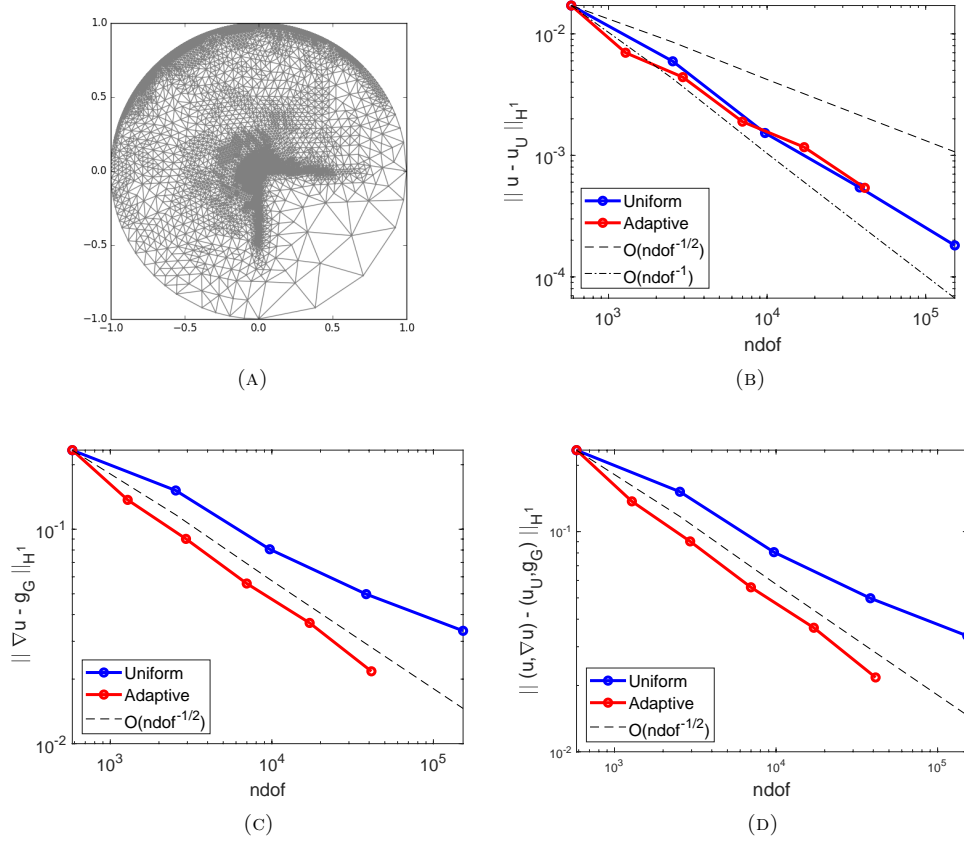 1.0
0.5
0.0
−0.5
−1.0
−1.0 −0.5 0.0 0.5 1.0
(A)
10^-2
10^-3
10^-4
|| u - u_U ||_H^1
Uniform
Adaptive
O(ndof^-1/2)
O(ndof^-1)
10^3 10^4 10^5
ndof
(B)
10^-1
10^-2
|| ∇u - g_G ||_H^1
Uniform
Adaptive
O(ndof^-1/2)
10^3 10^4 10^5
ndof
(C)
10^-1
10^-2
|| (u,∇u) - (u_U,g_G) ||_H^1
Uniform
Adaptive
O(ndof^-1/2)
10^3 10^4 10^5
ndof
(D)